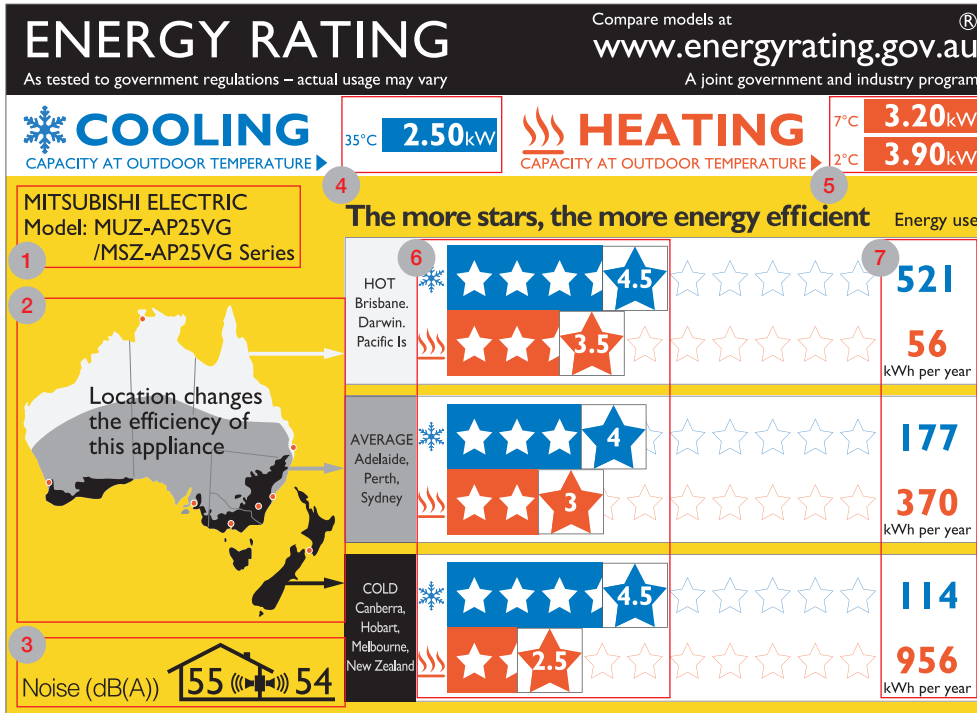 ENERGY RATING
As tested to government regulations – actual usage may vary
Compare models at
®
www.energyrating.gov.au
A joint government and industry program
COOLING
CAPACITY AT OUTDOOR TEMPERATURE
35°C 2.50kW
4
HEATING
CAPACITY AT OUTDOOR TEMPERATURE
7°C 3.20kW
2°C 3.90kW
5
MITSUBISHI ELECTRIC
Model: MUZ-AP25VG
/MSZ-AP25VG Series
1
The more stars, the more energy efficient
Energy use
2
Location changes
the efficiency of
this appliance
3
Noise (dB(A)) 55 54
6
7
HOT
Brisbane.
Darwin.
Pacific Is
4.5
521
3.5
56
kWh per year
AVERAGE
Adelaide,
Perth,
Sydney
4
177
3
370
kWh per year
COLD
Canberra,
Hobart,
Melbourne,
New Zealand
4.5
114
2.5
956
kWh per year